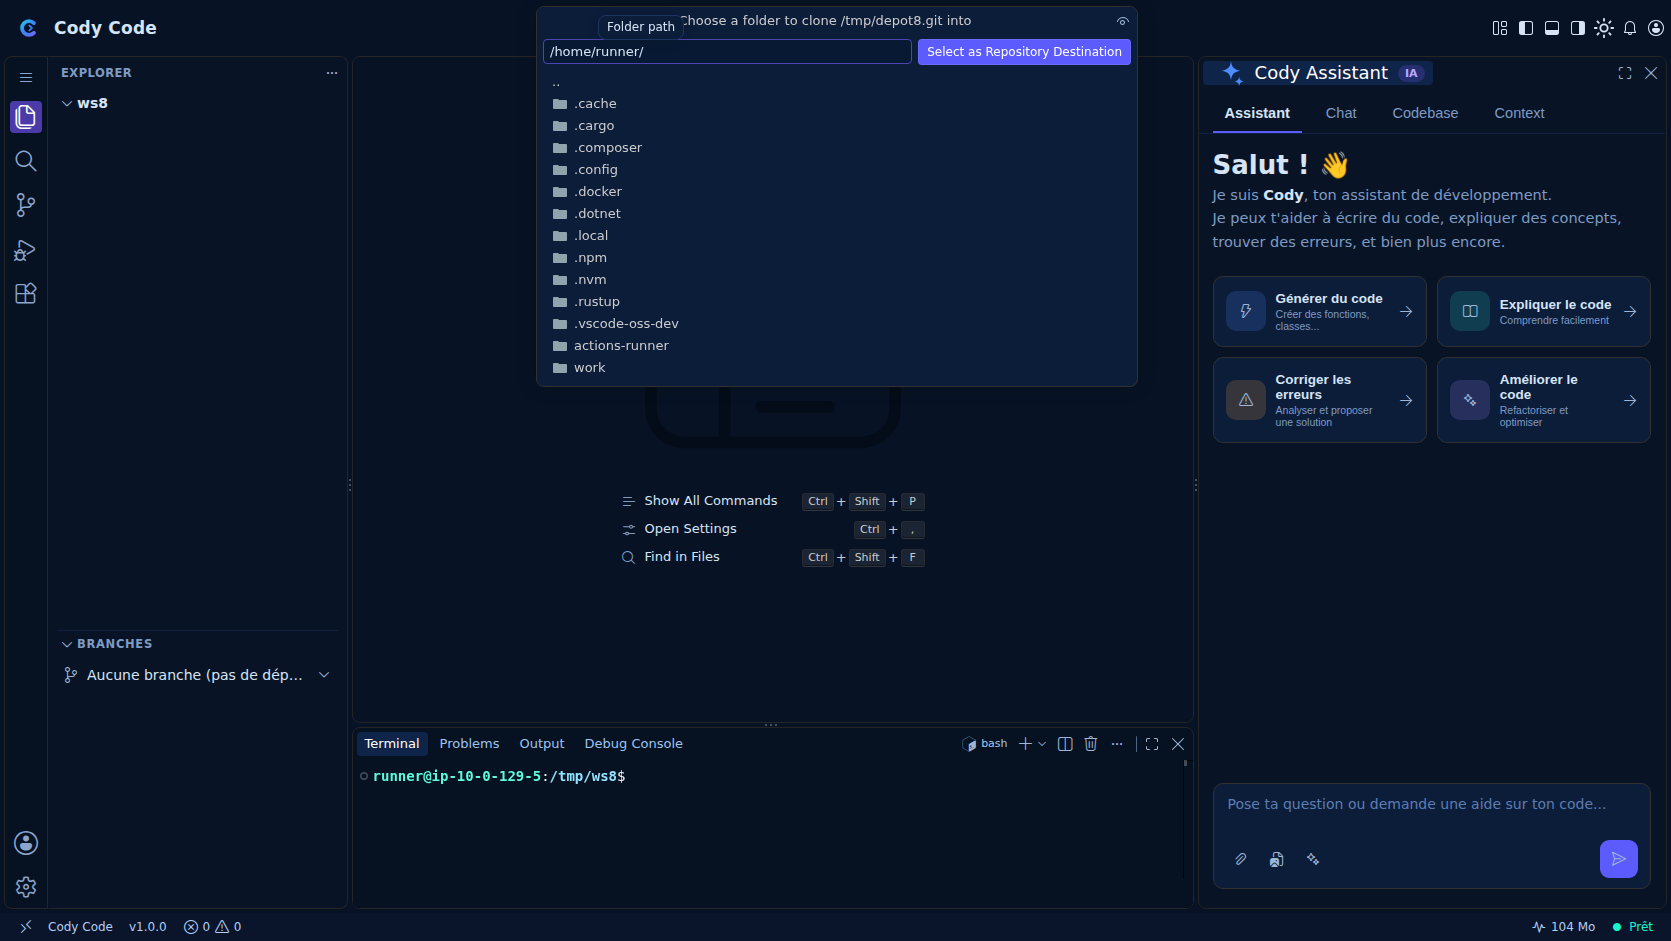 Cody Code
Folder path
Choose a folder to clone /tmp/depot8.git into
/home/runner/
Select as Repository Destination
..
.cache
.cargo
.composer
.config
.docker
.dotnet
.local
.npm
.nvm
.rustup
.vscode-oss-dev
actions-runner
work
EXPLORER
ws8
BRANCHES
Aucune branche (pas de dép...
Show All Commands Ctrl + Shift + P
Open Settings Ctrl + ,
Find in Files Ctrl + Shift + F
Terminal Problems Output Debug Console
bash
runner@ip-10-0-129-5:/tmp/ws8$
Cody Assistant IA
Assistant Chat Codebase Context
Salut ! 👋
Je suis Cody, ton assistant de développement.
Je peux t'aider à écrire du code, expliquer des concepts,
trouver des erreurs, et bien plus encore.
Générer du code
Créer des fonctions,
classes...
Expliquer le code
Comprendre facilement
Corriger les
erreurs
Analyser et proposer
une solution
Améliorer le
code
Refactoriser et
optimiser
Pose ta question ou demande une aide sur ton code...
Cody Code v1.0.0 0 0
104 Mo Prêt